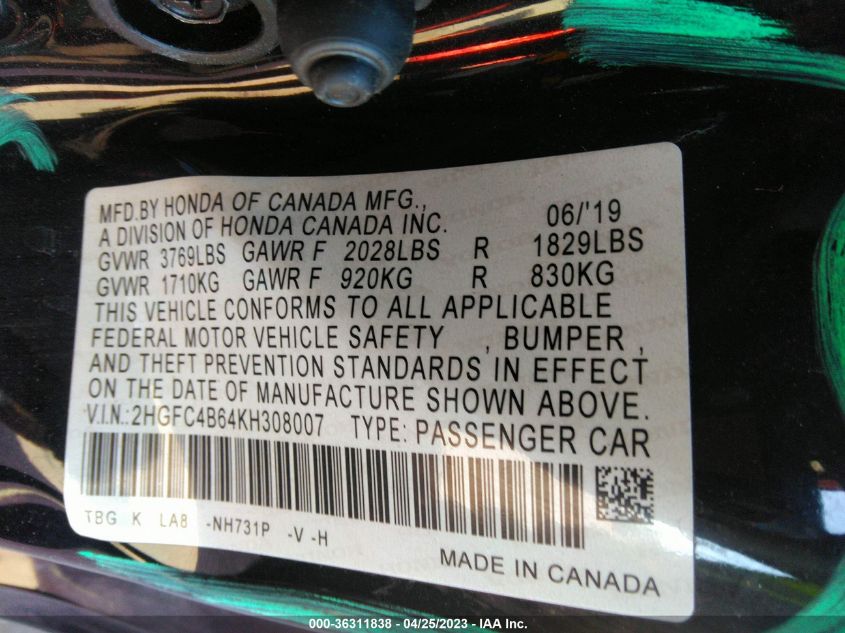 MFD.BY HONDA OF CANADA MFG.,
A DIVISION OF HONDA CANADA INC. 06/'19
GVWR 3769LBS GAWR F 2028LBS R 1829LBS
GVWR 1710KG GAWR F 920KG R 830KG
THIS VEHICLE CONFORMS TO ALL APPLICABLE
FEDERAL MOTOR VEHICLE SAFETY , BUMPER ,
AND THEFT PREVENTION STANDARDS IN EFFECT
ON THE DATE OF MANUFACTURE SHOWN ABOVE.
V.I.N.:2HGFC4B64KH308007 TYPE: PASSENGER CAR
TBG K LA8 -NH731P -V -H
MADE IN CANADA
000-36311838 - 04/25/2023 - IAA Inc.